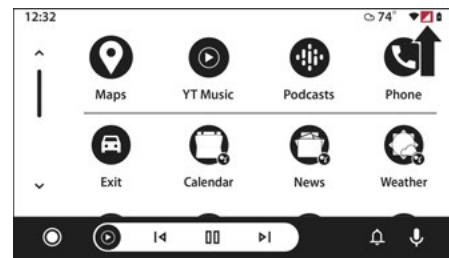 12:32
74°
Maps
YT Music
Podcasts
Phone
Exit
Calendar
News
Weather